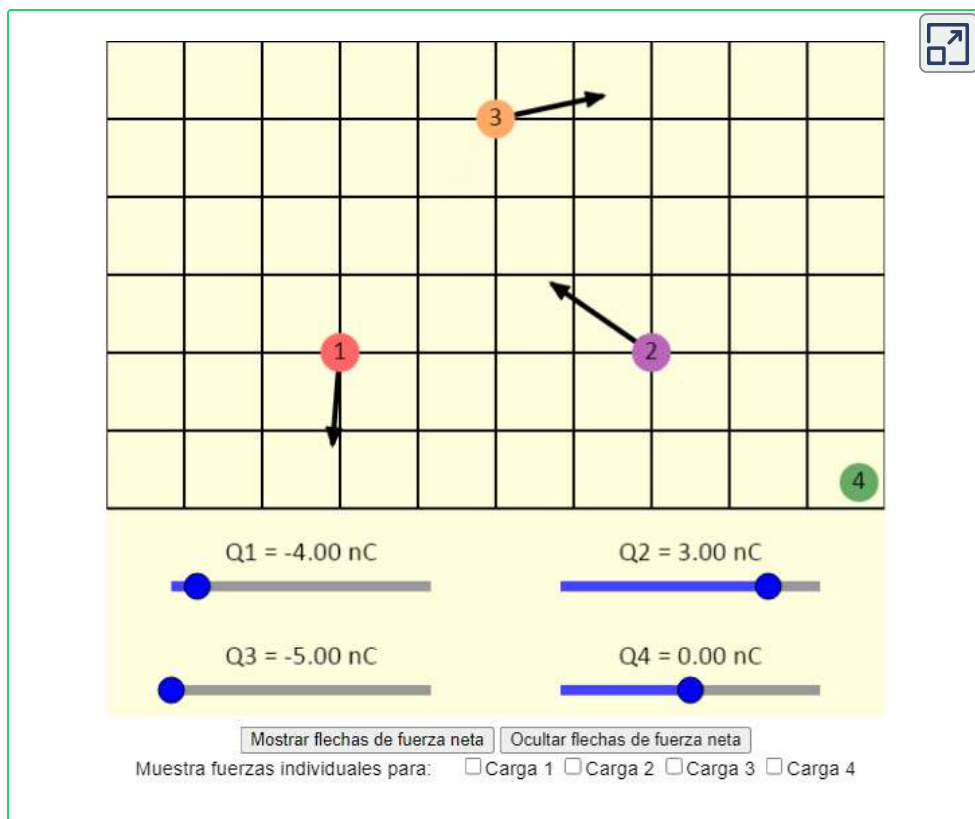 3
1
2
4
Q1 = -4.00 nC
Q2 = 3.00 nC
Q3 = -5.00 nC
Q4 = 0.00 nC
Mostrar flechas de fuerza neta Ocultar flechas de fuerza neta
Muestra fuerzas individuales para: Carga 1 Carga 2 Carga 3 Carga 4